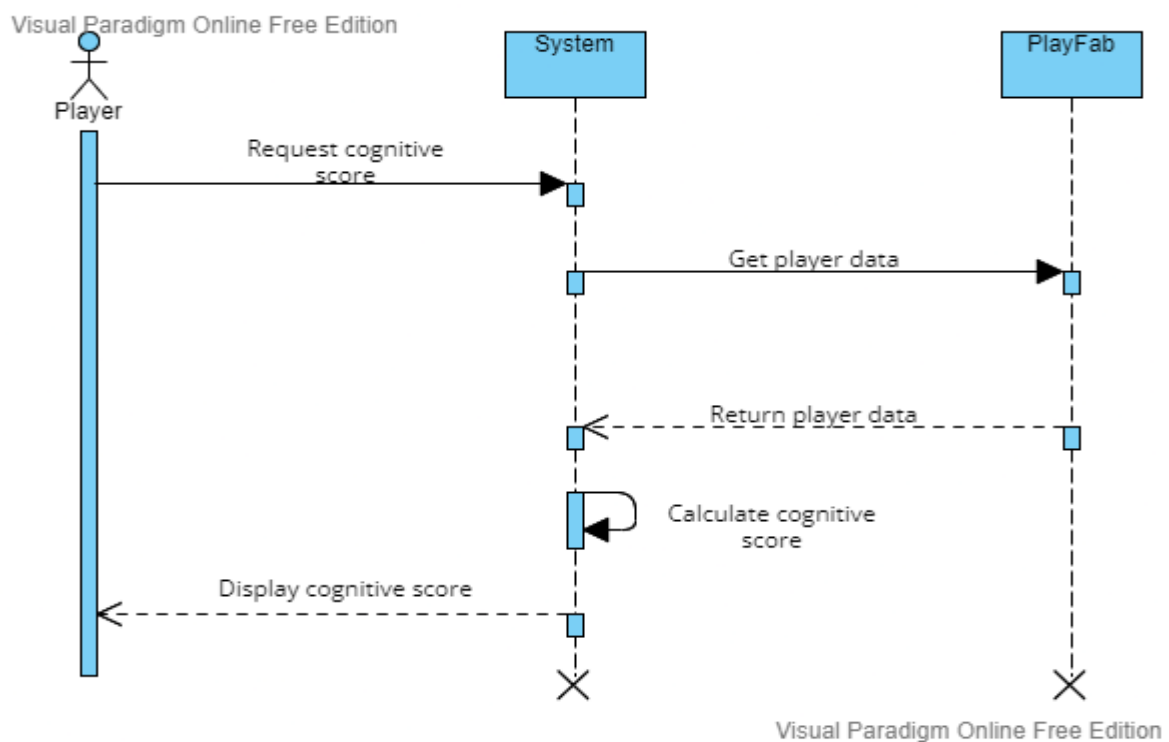 Visual Paradigm Online Free Edition
System
PlayFab
Player
Request cognitive
score
Get player data
Return player data
Calculate cognitive
score
Display cognitive score
Visual Paradigm Online Free Edition